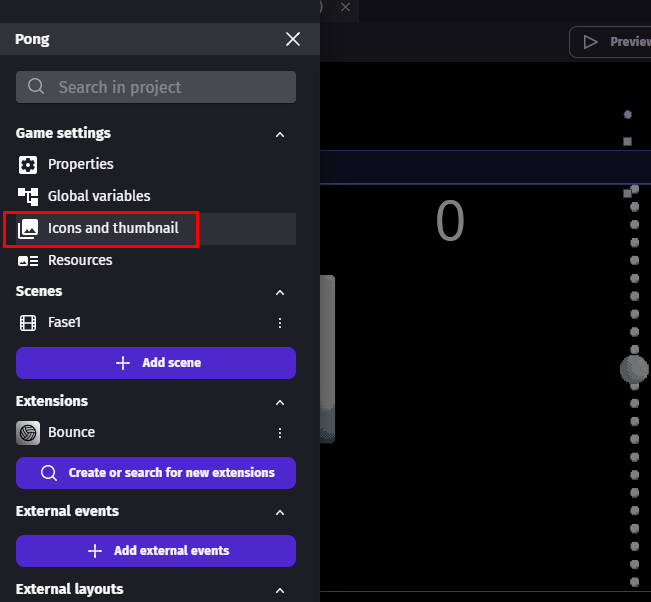 Pong
Preview
Search in project
Game settings
Properties
Global variables
Icons and thumbnail
Resources
Scenes
Fase1
Add scene
Extensions
Bounce
Create or search for new extensions
External events
Add external events
External layouts
0